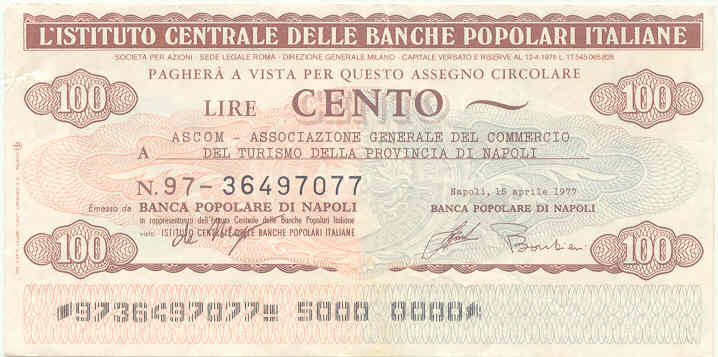 L'ISTITUTO CENTRALE DELLE BANCHE POPOLARI ITALIANE
SOCIETA PER AZIONI - SEDE LEGALE ROMA - DIREZIONE GENERALE MILANO - CAPITALE VERSATO E RISERVE AL 12-4-1976 L. 17.545.065.825
PAGHERÀ A VISTA PER QUESTO ASSEGNO CIRCOLARE
100 LIRE CENTO 100
ASCOM - ASSOCIAZIONE GENERALE DEL COMMERCIO
A DEL TURISMO DELLA PROVINCIA DI NAPOLI
N. 97-36497077
Napoli, 15 aprile 1977
Emesso da BANCA POPOLARE DI NAPOLI
BANCA POPOLARE DI NAPOLI
in rappresentanza dell'Istituto Centrale delle Banche Popolari Italiane
visto: ISTITUTO CENTRALE DELLE BANCHE POPOLARI ITALIANE
100 100
9736497077 5000 0000